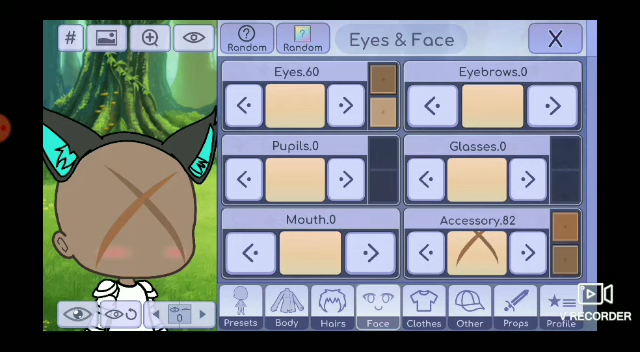 #
?
Random
?
Random
Eyes & Face
X
Eyes.60
Eyebrows.0
Pupils.0
Glasses.0
Mouth.0
Accessory.82
0
Presets
Body
Hairs
Face
Clothes
Other
Props
Profile
V RECORDER